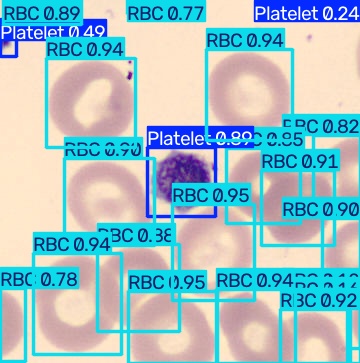 RBC 0.89
RBC 0.77
Platelet 0.24
Platelet 0.49
RBC 0.94
RBC 0.94
RBC 0.82
Platelet 0.89
0.85
RBC 0.90
RBC 0.91
RBC 0.95
RBC 0.90
RBC 0.94
RBC 0.78
RBC 0.95
RBC 0.94
RBC 0.92